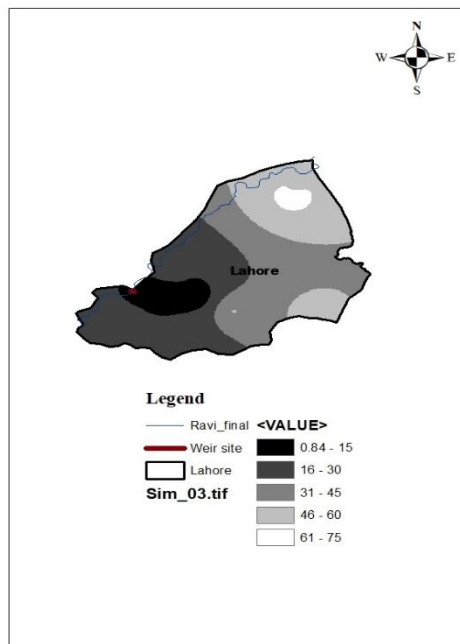 N
W E
S
Lahore
Legend
Ravi_final
Weir site
Lahore
Sim_03.tif
<VALUE>
0.84 - 15
16 - 30
31 - 45
46 - 60
61 - 75